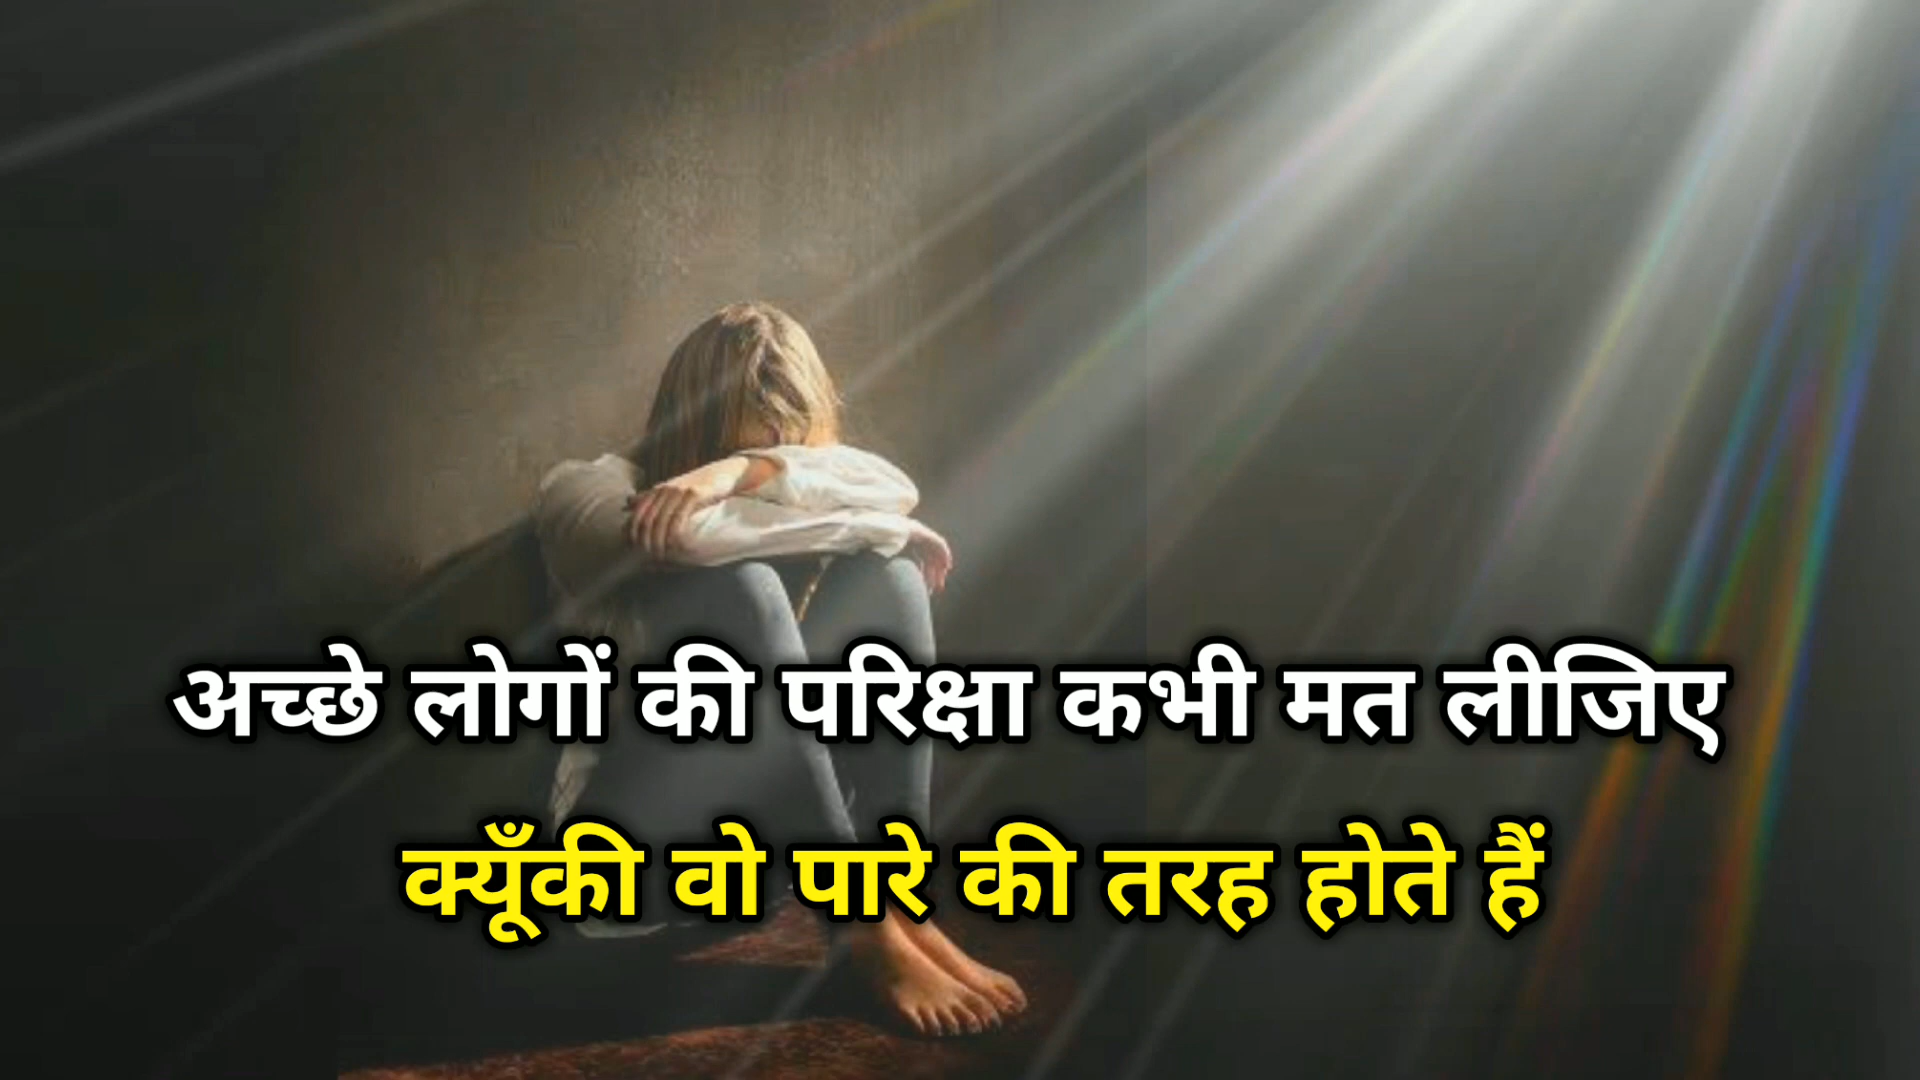 अच्छे लोगों की परिक्षा कभी मत लीजिए
क्यूँकी वो पारे की तरह होते हैं